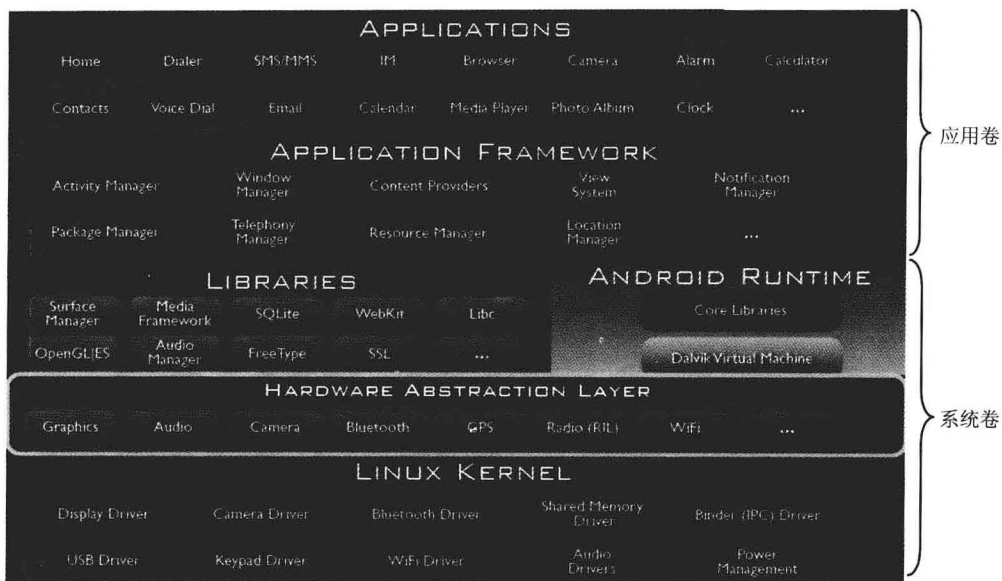 APPLICATIONS
Home Dialer SMS/MMS IM Browser Camera Alarm Calculator
Contacts Voice Dial Email Calendar Media Player Photo Album Clock ...
应用卷
APPLICATION FRAMEWORK
Activity Manager Window Manager Content Providers View System Notification Manager
Package Manager Telephony Manager Resource Manager Location Manager ...
LIBRARIES
Surface Manager Media Framework SQLite WebKit Libc
OpenGL|ES Audio Manager FreeType SSL ...
ANDROID RUNTIME
Core Libraries
Dalvik Virtual Machine
HARDWARE ABSTRACTION LAYER
Graphics Audio Camera Bluetooth GPS Radio (RIL) WiFi ...
系统卷
LINUX KERNEL
Display Driver Camera Driver Bluetooth Driver Shared Memory Driver Binder (IPC) Driver
USB Driver Keypad Driver WiFi Driver Audio Drivers Power Management